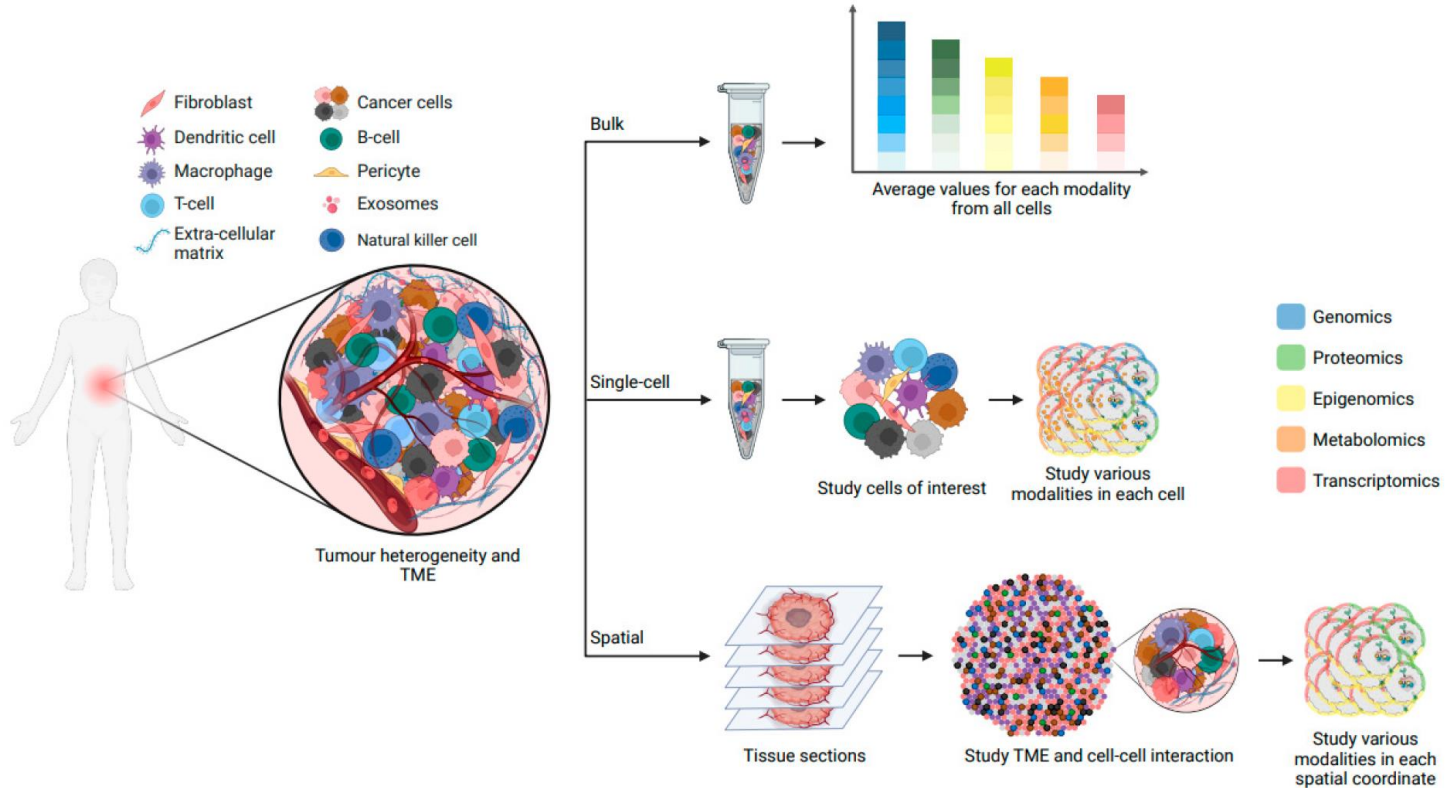 Fibroblast
Dendritic cell
Macrophage
T-cell
Extra-cellular
matrix
Cancer cells
B-cell
Pericyte
Exosomes
Natural killer cell
Tumour heterogeneity and
TME
Bulk
Average values for each modality
from all cells
Single-cell
Study cells of interest
Study various
modalities in each cell
Genomics
Proteomics
Epigenomics
Metabolomics
Transcriptomics
Spatial
Tissue sections
Study TME and cell-cell interaction
Study various
modalities in each
spatial coordinate